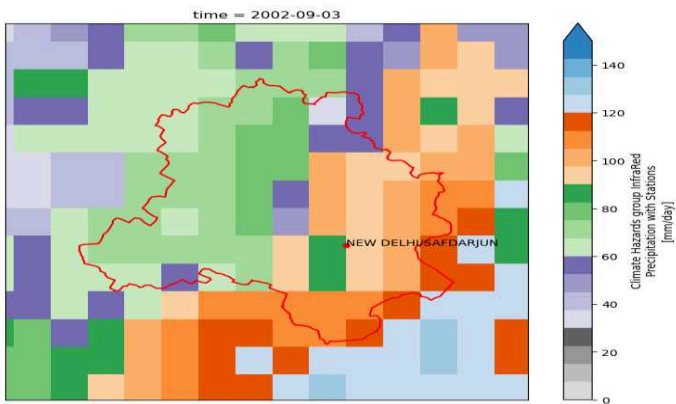 time = 2002-09-03
NEW DELHI/SAFDARJUN
140
120
100
80
60
40
20
0
Climate Hazards group InfraRed
Precipitation with Stations
[mm/day]